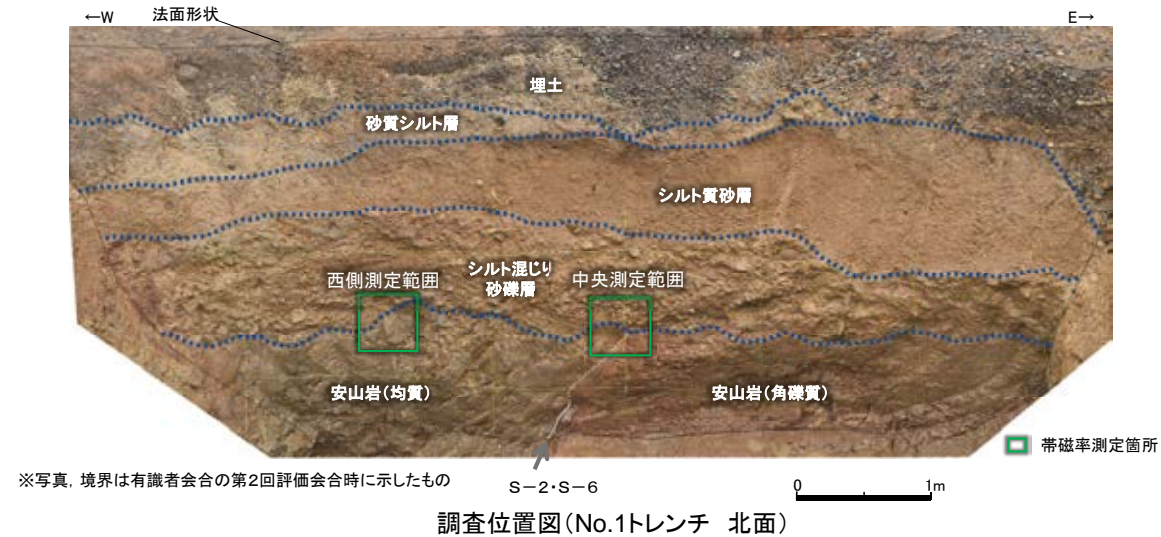 ←W
法面形状
E→
埋土
砂質シルト層
シルト質砂層
シルト混じり
砂礫層
西側測定範囲
中央測定範囲
安山岩(均質)
安山岩(角礫質)
帯磁率測定箇所
※写真，境界は有識者会合の第2回評価会合時に示したもの
S－2・S－6
0
1m
調査位置図(No.1トレンチ 北面)